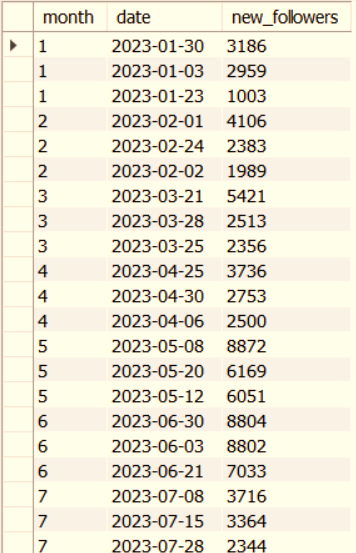 month date new_followers
1 2023-01-30 3186
1 2023-01-03 2959
1 2023-01-23 1003
2 2023-02-01 4106
2 2023-02-24 2383
2 2023-02-02 1989
3 2023-03-21 5421
3 2023-03-28 2513
3 2023-03-25 2356
4 2023-04-25 3736
4 2023-04-30 2753
4 2023-04-06 2500
5 2023-05-08 8872
5 2023-05-20 6169
5 2023-05-12 6051
6 2023-06-30 8804
6 2023-06-03 8802
6 2023-06-21 7033
7 2023-07-08 3716
7 2023-07-15 3364
7 2023-07-28 2344